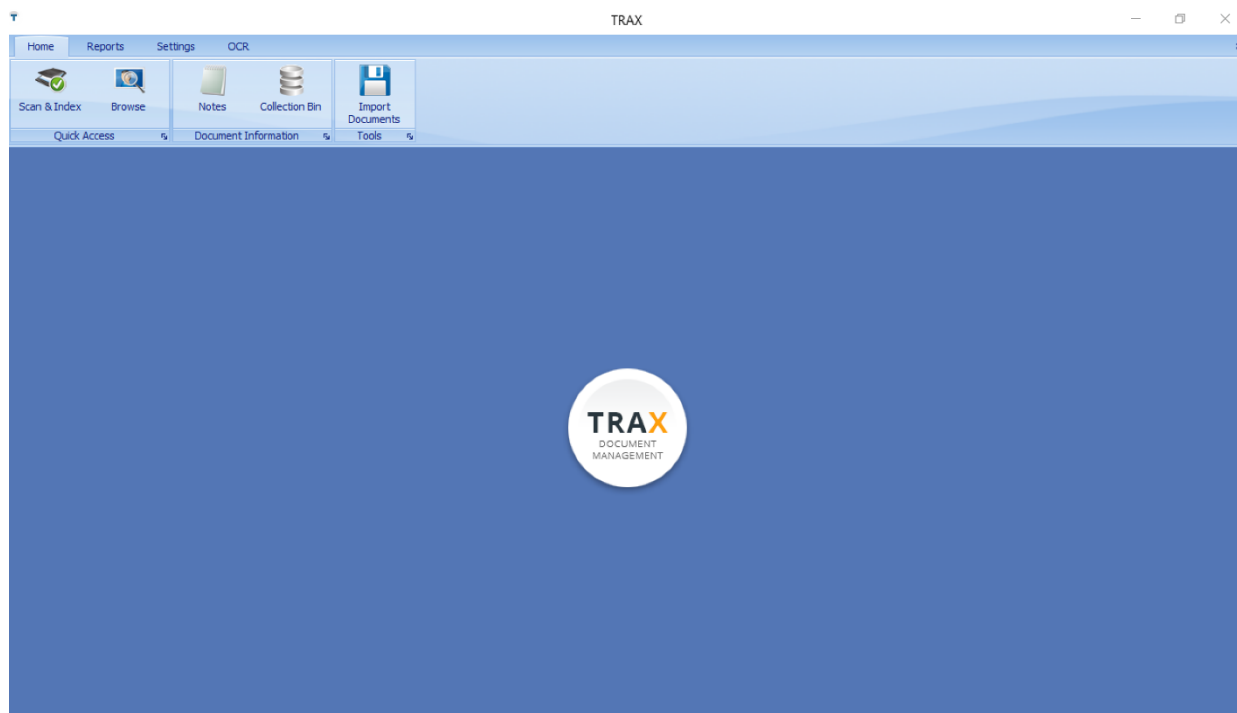 T
TRAX
Home Reports Settings OCR
Scan & Index Browse Notes Collection Bin Import
Documents
Quick Access Document Information Tools
TRAX
DOCUMENT
MANAGEMENT